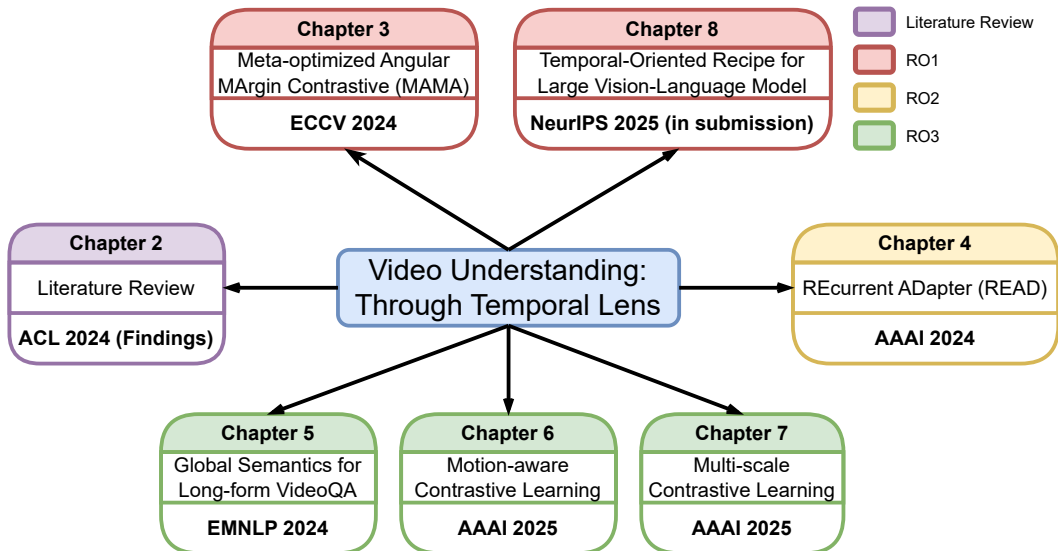 Chapter 3
Meta-optimized Angular
MArgin Contrastive (MAMA)
ECCV 2024
Chapter 8
Temporal-Oriented Recipe for
Large Vision-Language Model
NeurIPS 2025 (in submission)
Literature Review
RO1
RO2
RO3
Chapter 2
Literature Review
ACL 2024 (Findings)
Video Understanding:
Through Temporal Lens
Chapter 4
REcurrent ADapter (READ)
AAAI 2024
Chapter 5
Global Semantics for
Long-form VideoQA
EMNLP 2024
Chapter 6
Motion-aware
Contrastive Learning
AAAI 2025
Chapter 7
Multi-scale
Contrastive Learning
AAAI 2025